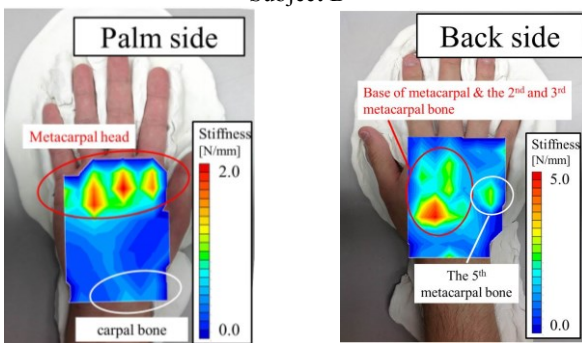 Palm side
Metacarpal head
Stiffness
[N/mm]
2.0
0.0
carpal bone
Back side
Base of metacarpal & the 2nd and 3rd
metacarpal bone
Stiffness
[N/mm]
5.0
0.0
The 5th
metacarpal bone